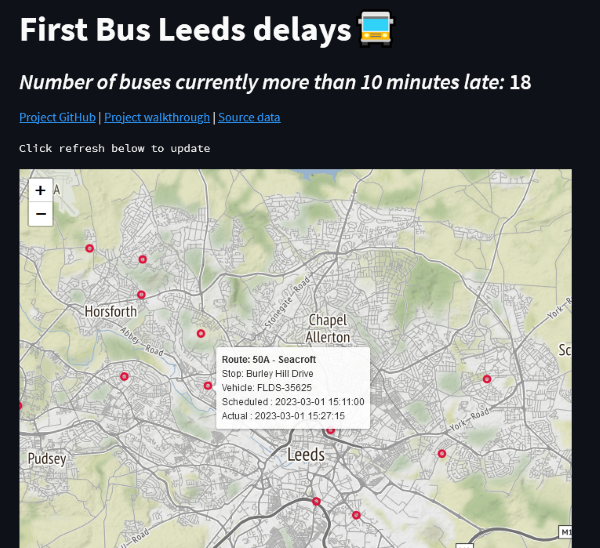 First Bus Leeds delays
Number of buses currently more than 10 minutes late: 18
Project GitHub | Project walkthrough | Source data
Click refresh below to update
+
−
A
Horsforth
Stonegate-Road
Abbey-Road
Chapel
Allerton
York-R
Sc
Route: 50A - Seacroft
Stop: Burley Hill Drive
Vehicle: FLDS-35625
Scheduled : 2023-03-01 15:11:00
Actual : 2023-03-01 15:27:15
York-Road
Pudsey
Leeds
ll-Road
M1